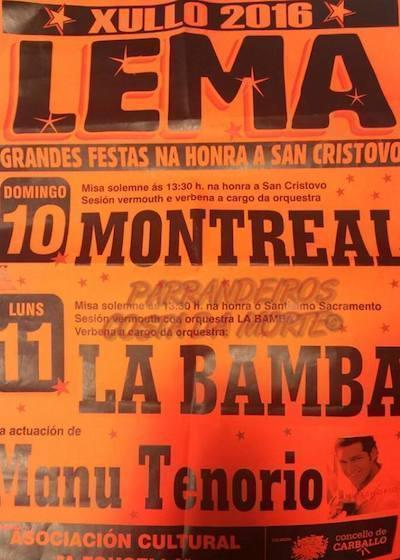 XULLO 2016
LEMA
GRANDES FESTAS NA HONRA A SAN CRISTOVO
DOMINGO
10
Misa solemne ás 13:30 h. na honra a San Cristovo
Sesión vermouth e verbena a cargo da orquestra
MONTREAL
PARRANDEIROS
MORTE
LUNS
11
Misa solemne ás 13:30 h. na honra ó Santísimo Sacramento
Sesión vermouth coa orquestra LA BAMBA
Verbena a cargo da orquestra:
LA BAMBA
a actuación de
Manu Tenorio
ASOCIACIÓN CULTURAL
concello de
CARBALLO